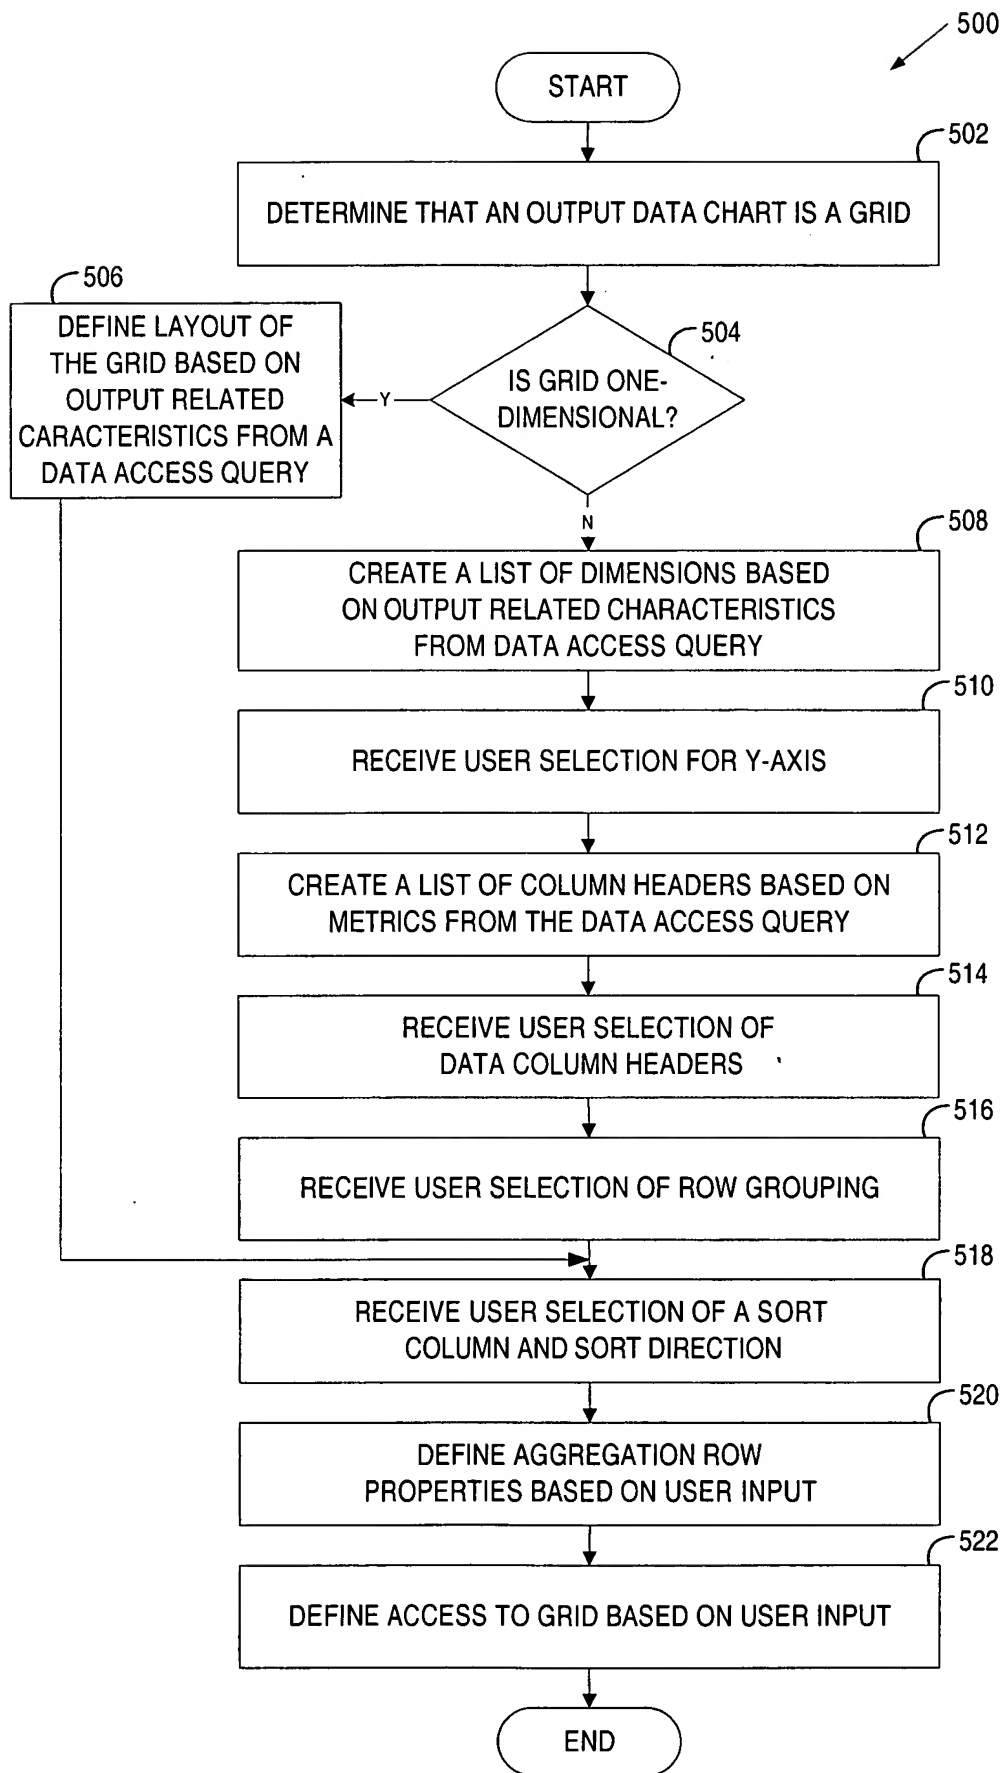 500
START
502
DETERMINE THAT AN OUTPUT DATA CHART IS A GRID
506
DEFINE LAYOUT OF
THE GRID BASED ON
OUTPUT RELATED
CARACTERISTICS FROM A
DATA ACCESS QUERY
504
IS GRID ONE-
DIMENSIONAL?
Y
N
508
CREATE A LIST OF DIMENSIONS BASED
ON OUTPUT RELATED CHARACTERISTICS
FROM DATA ACCESS QUERY
510
RECEIVE USER SELECTION FOR Y-AXIS
512
CREATE A LIST OF COLUMN HEADERS BASED ON
METRICS FROM THE DATA ACCESS QUERY
514
RECEIVE USER SELECTION OF
DATA COLUMN HEADERS
516
RECEIVE USER SELECTION OF ROW GROUPING
518
RECEIVE USER SELECTION OF A SORT
COLUMN AND SORT DIRECTION
520
DEFINE AGGREGATION ROW
PROPERTIES BASED ON USER INPUT
522
DEFINE ACCESS TO GRID BASED ON USER INPUT
END